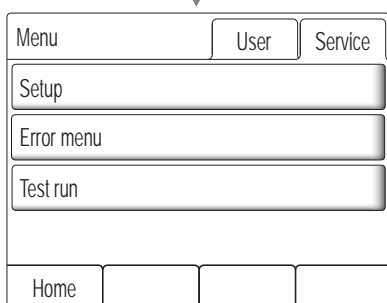 Menu User Service
Setup
Error menu
Test run
Home